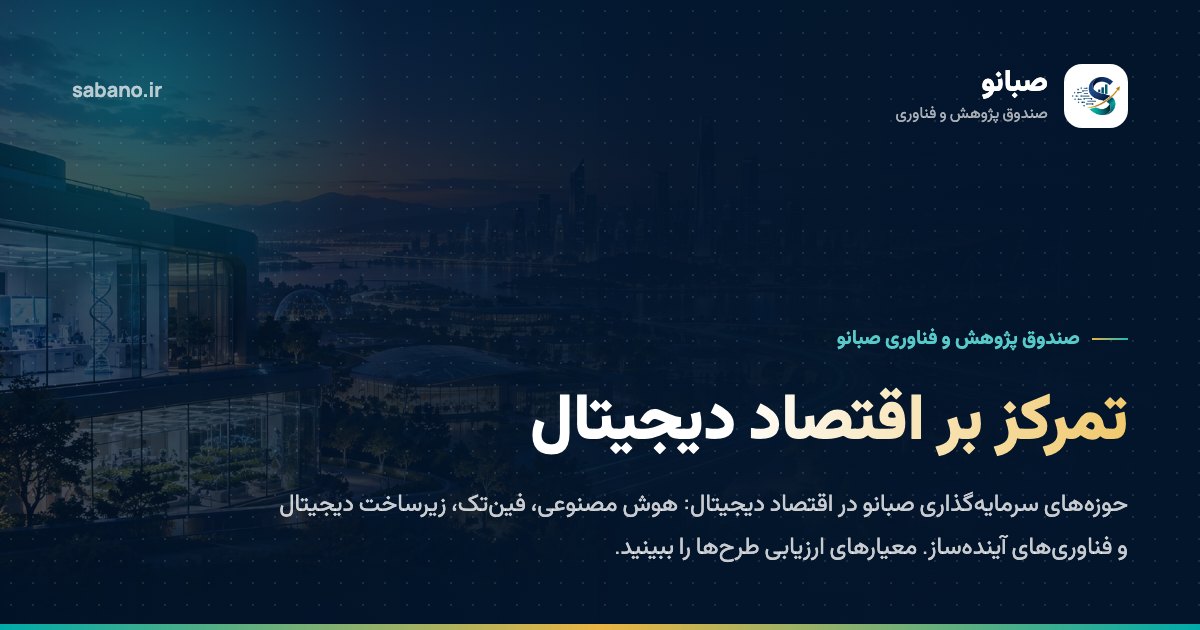 صبانو
صندوق پژوهش و فناوری
sabano.ir
صندوق پژوهش و فناوری صبانو
تمرکز بر اقتصاد دیجیتال
حوزه‌های سرمایه‌گذاری صبانو در اقتصاد دیجیتال: هوش مصنوعی، فین‌تک، زیرساخت دیجیتال
و فناوری‌های آینده‌ساز. معیارهای ارزیابی طرح‌ها را ببینید.